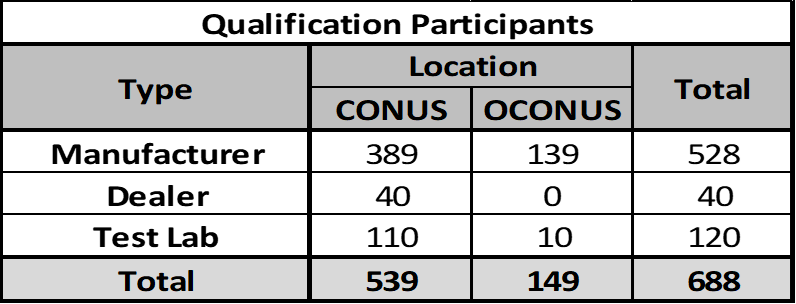 Qualification Participants
Type Location Total
CONUS OCONUS
Manufacturer 389 139 528
Dealer 40 0 40
Test Lab 110 10 120
Total 539 149 688